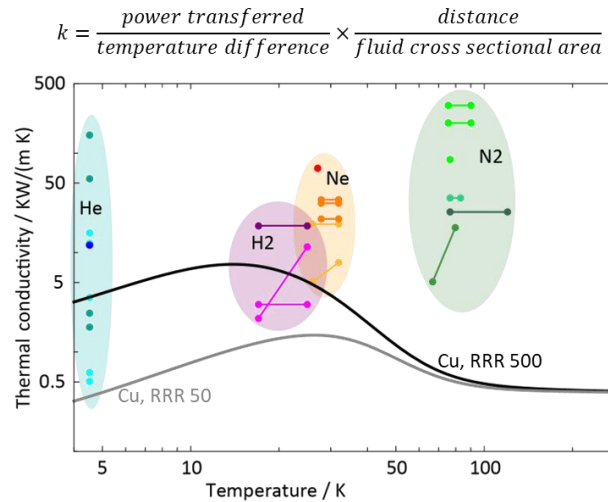 k = power transferred / temperature difference × distance / fluid cross sectional area
500
50
5
0.5
Thermal conductivity / KW/(m K)
He
H2
Ne
N2
Cu, RRR 500
Cu, RRR 50
5
10
50
100
Temperature / K